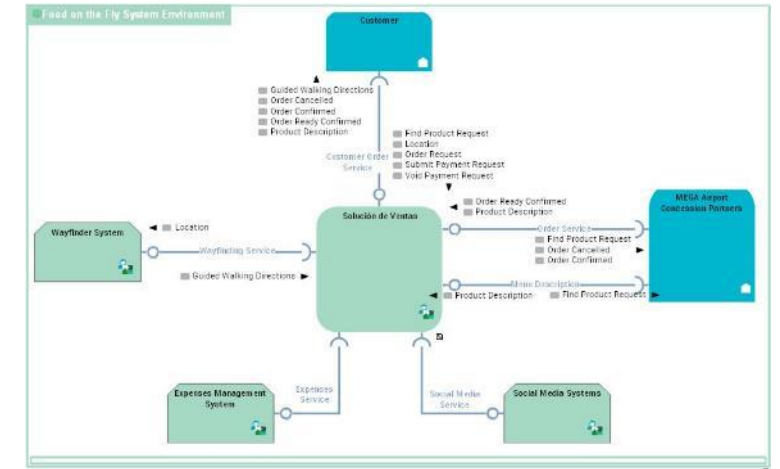 Food on the Fly System Environment
Customer
Guided Walking Directions
Order Cancelled
Order Confirmed
Order Ready Confirmed
Product Description
Find Product Request
Location
Order Request
Submit Payment Request
Void Payment Request
Customer Order
Service
Order Ready Confirmed
Product Description
MEGA Airport
Concession Partners
Solución de Ventas
Wayfinder System
Location
Wayfinding Service
Guided Walking Directions
Order Service
Find Product Request
Order Cancelled
Order Confirmed
Menu Description
Product Description
Find Product Request
Expenses Management
System
Expenses
Service
Social Media
Service
Social Media Systems